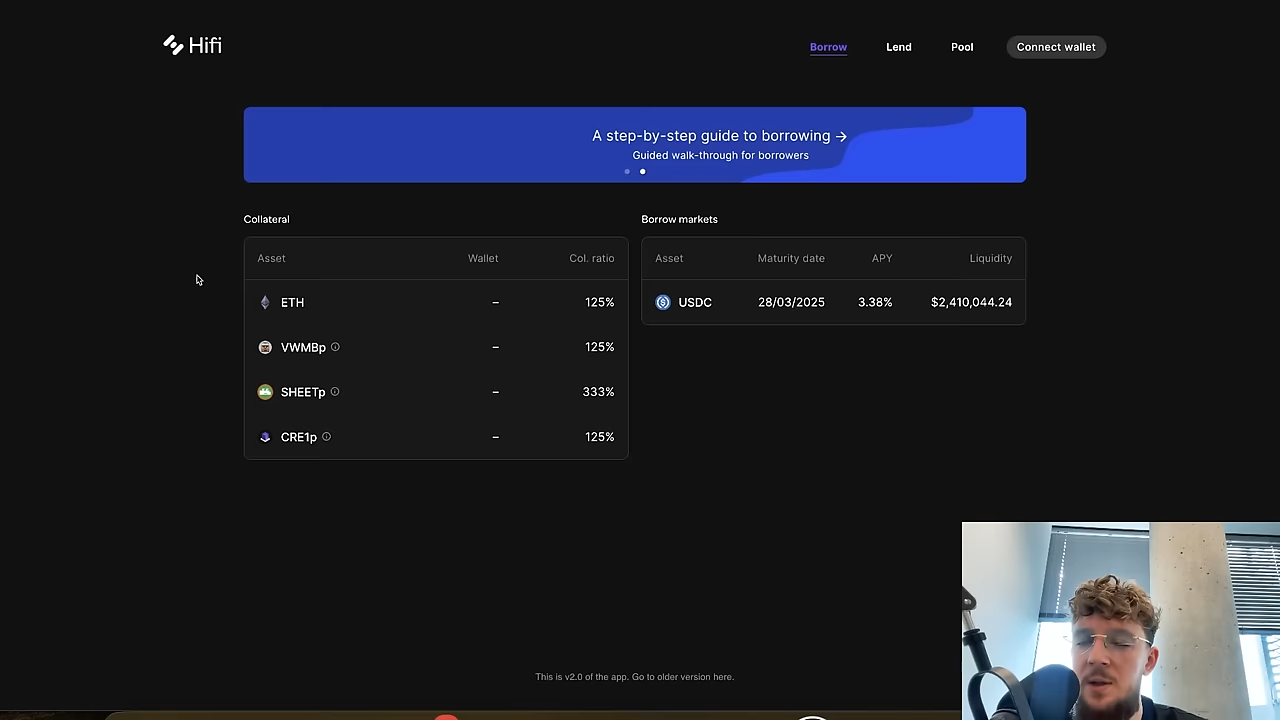 Hifi
Borrow Lend Pool Connect wallet
A step-by-step guide to borrowing →
Guided walk-through for borrowers
Collateral
Asset Wallet Col. ratio
ETH – 125%
VWMBp – 125%
SHEETp – 333%
CRE1p – 125%
Borrow markets
Asset Maturity date APY Liquidity
USDC 28/03/2025 3.38% $2,410,044.24
This is v2.0 of the app. Go to older version here.